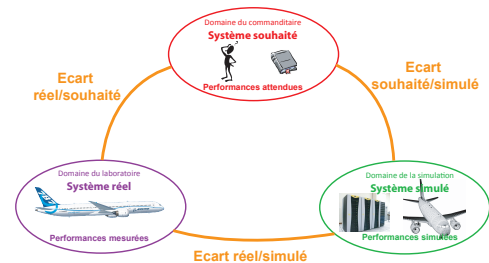 Domaine du commanditaire
Système souhaité
Performances attendues
Ecart
réel/souhaité
Ecart
souhaité/simulé
Domaine du laboratoire
Système réel
Performances mesurées
Domaine de la simulation
Système simulé
Performances simulées
Ecart réel/simulé